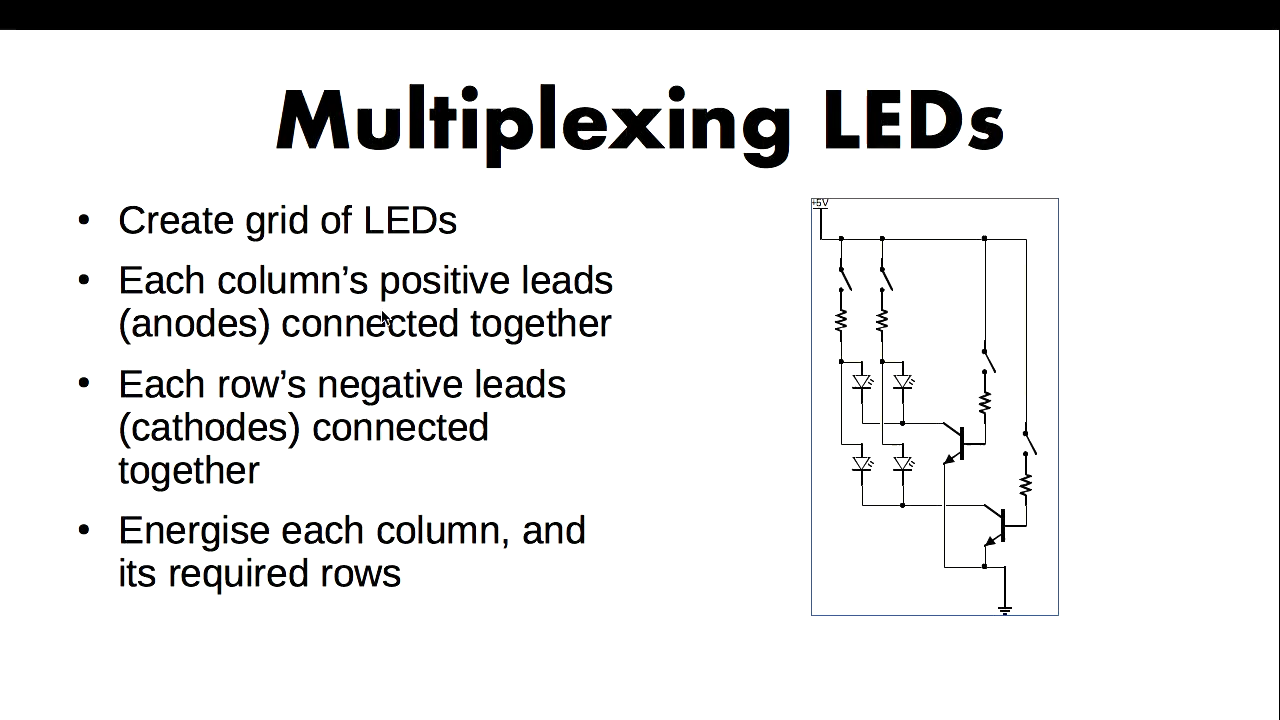 Multiplexing LEDs
• Create grid of LEDs
• Each column’s positive leads
(anodes) connected together
• Each row’s negative leads
(cathodes) connected
together
• Energise each column, and
its required rows
+5V